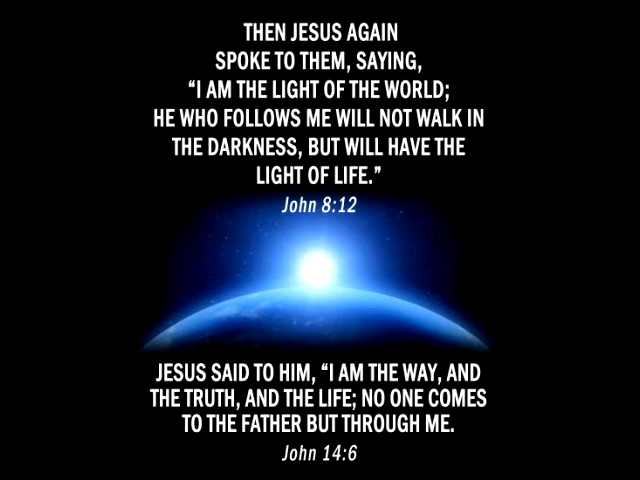 THEN JESUS AGAIN
SPOKE TO THEM, SAYING,
“I AM THE LIGHT OF THE WORLD;
HE WHO FOLLOWS ME WILL NOT WALK IN
THE DARKNESS, BUT WILL HAVE THE
LIGHT OF LIFE.”
John 8:12
JESUS SAID TO HIM, “I AM THE WAY, AND
THE TRUTH, AND THE LIFE; NO ONE COMES
TO THE FATHER BUT THROUGH ME.
John 14:6